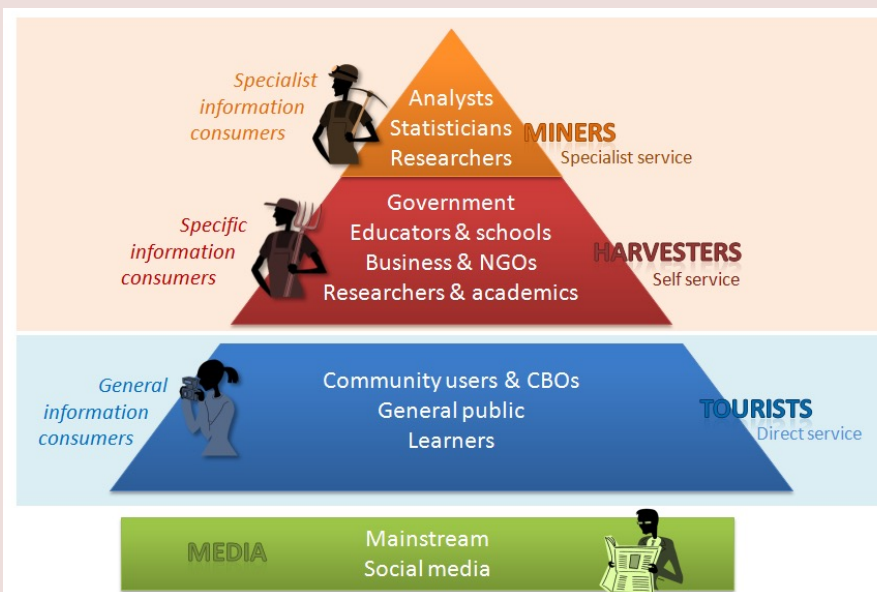 Specialist
information
consumers
Analysts
Statisticians
Researchers
MINERS
Specialist service
Specific
information
consumers
Government
Educators & schools
Business & NGOs
Researchers & academics
HARVESTERS
Self service
General
information
consumers
Community users & CBOs
General public
Learners
TOURISTS
Direct service
MEDIA
Mainstream
Social media